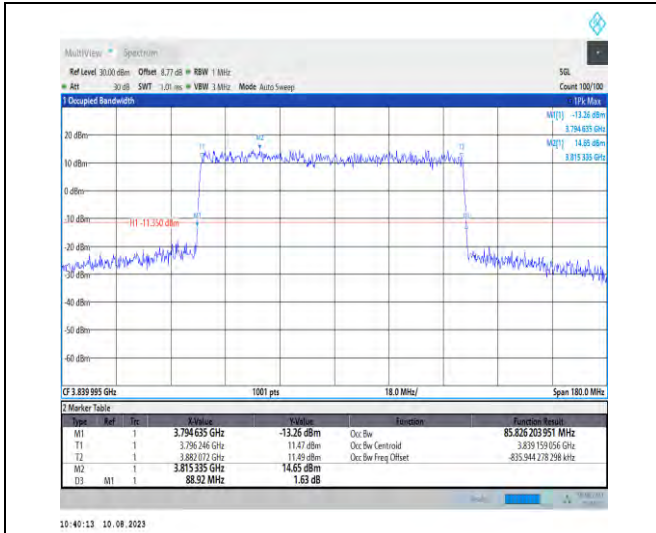 MultiView Spectrum
Ref Level 30.00 dBm Offset 8.77 dB RBW 1 MHz SGL
Att 30 dB SWT 1.01 ms VBW 3 MHz Mode Auto Sweep Count 100/100
1 Occupied Bandwidth 1Pk Max
M1[1] -13.26 dBm
3.794 635 GHz
M2[1] 14.65 dBm
3.815 335 GHz
20 dBm
M2
T1 T2
10 dBm
0 dBm
-10 dBm
M1
H1 -11.350 dBm
-20 dBm
-30 dBm
-40 dBm
-50 dBm
-60 dBm
CF 3.839 995 GHz 1001 pts 18.0 MHz/ Span 180.0 MHz
2 Marker Table
Type Ref Trc X-Value Y-Value Function Function Result
M1 1 3.794 635 GHz -13.26 dBm Occ Bw 85.826 203 951 MHz
T1 1 3.796 246 GHz 11.47 dBm Occ Bw Centroid 3.839 159 056 GHz
T2 1 3.882 072 GHz 11.49 dBm Occ Bw Freq Offset -835.944 278 298 kHz
M2 1 3.815 335 GHz 14.65 dBm
D3 M1 1 88.92 MHz 1.63 dB
10:40:13 10.08.2023